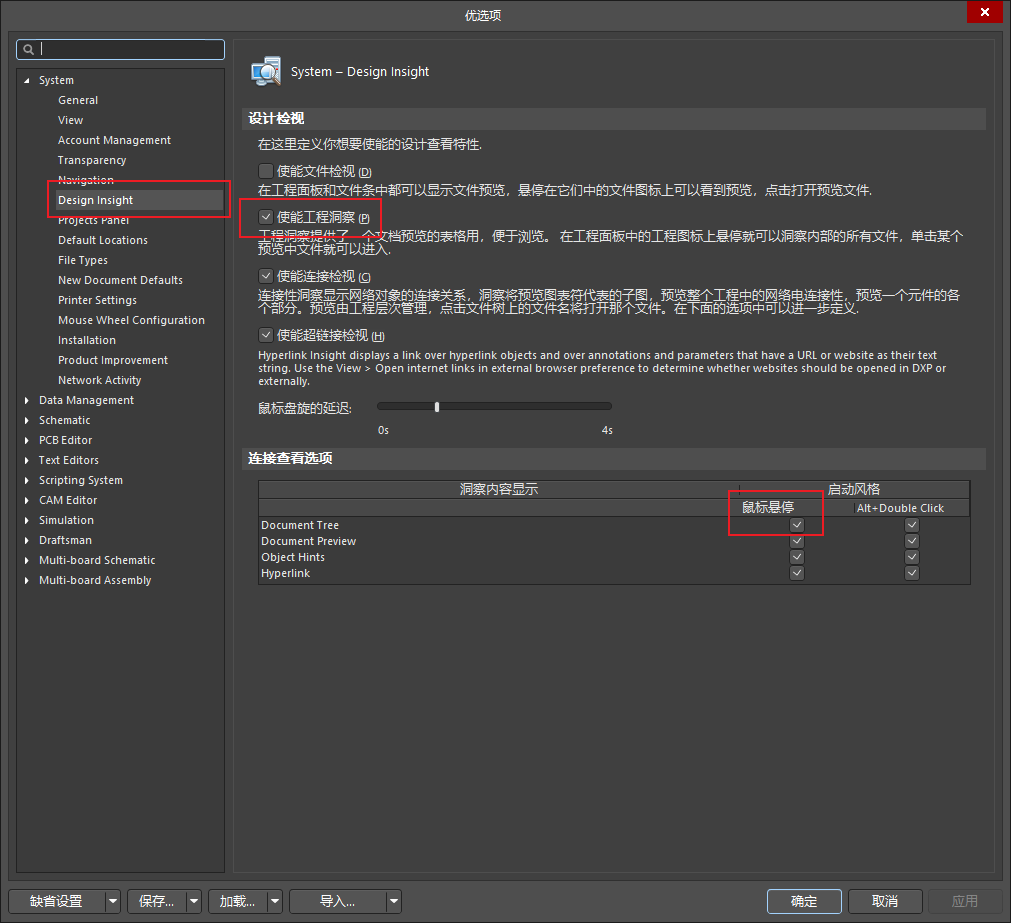 优选项
System
General
View
Account Management
Transparency
Navigation
Design Insight
Projects Panel
Default Locations
File Types
New Document Defaults
Printer Settings
Mouse Wheel Configuration
Installation
Product Improvement
Network Activity
Data Management
Schematic
PCB Editor
Text Editors
Scripting System
CAM Editor
Simulation
Draftsman
Multi-board Schematic
Multi-board Assembly
System – Design Insight
设计检视
在这里定义你想要使能的设计查看特性.
使能文件检视 (D)
在工程面板和文件条中都可以显示文件预览，悬停在它们中的文件图标上可以看到预览，点击打开预览文件.
使能工程洞察 (P)
工程洞察提供了一个文档预览的表格用，便于浏览。 在工程面板中的工程图标上悬停就可以洞察内部的所有文件，单击某个
预览中文件就可以进入.
使能连接检视 (C)
连接性洞察显示网络对象的连接关系，洞察将预览图表符代表的子图，预览整个工程中的网络电连接性，预览一个元件的各
个部分。预览由工程层次管理，点击文件树上的文件名将打开那个文件。在下面的选项中可以进一步定义.
使能超链接检视 (H)
Hyperlink Insight displays a link over hyperlink objects and over annotations and parameters that have a URL or website as their text
string. Use the View > Open internet links in external browser preference to determine whether websites should be opened in DXP or
externally.
鼠标盘旋的延迟:
0s 4s
连接查看选项
洞察内容显示 启动风格
鼠标悬停 Alt+Double Click
Document Tree
Document Preview
Object Hints
Hyperlink
缺省设置 保存... 加载... 导入... 确定 取消 应用